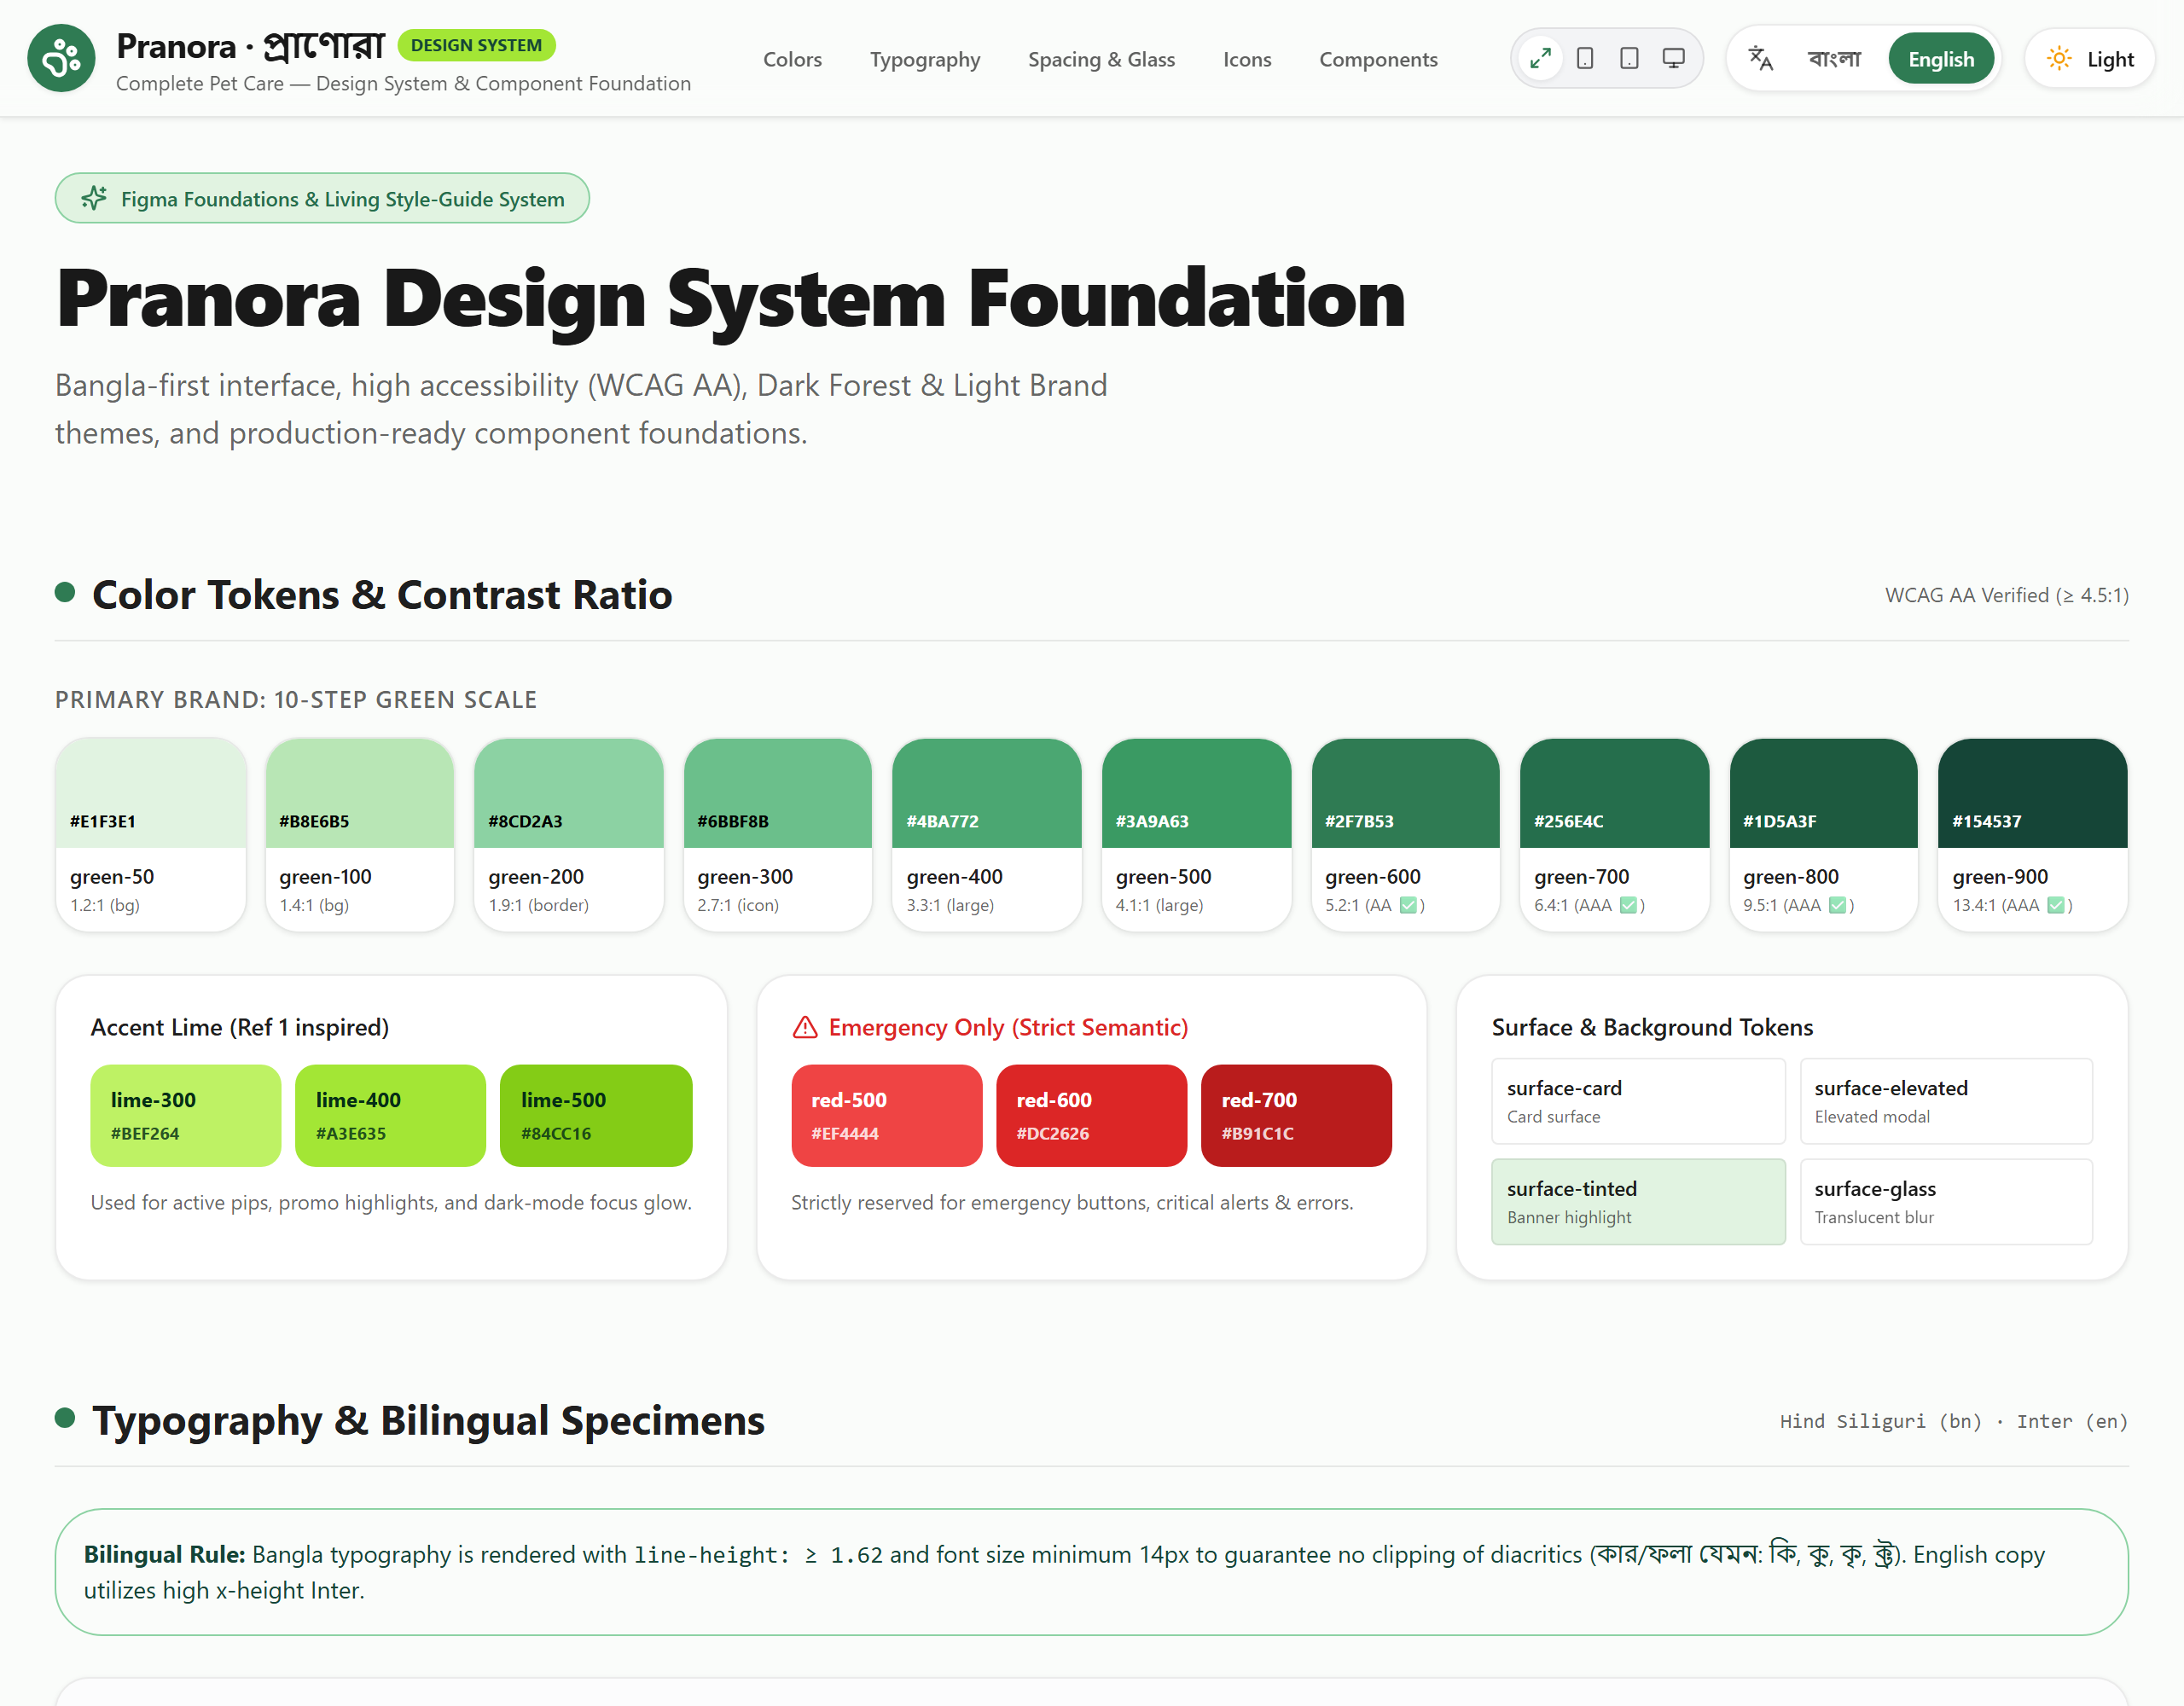 Pranora · প্রাণোরা DESIGN SYSTEM
Complete Pet Care — Design System & Component Foundation
Colors Typography Spacing & Glass Icons Components
বাংলা English Light
Figma Foundations & Living Style-Guide System
Pranora Design System Foundation
Bangla-first interface, high accessibility (WCAG AA), Dark Forest & Light Brand
themes, and production-ready component foundations.
Color Tokens & Contrast Ratio
WCAG AA Verified (≥ 4.5:1)
PRIMARY BRAND: 10-STEP GREEN SCALE
#E1F3E1 #B8E6B5 #8CD2A3 #6BBF8B #4BA772 #3A9A63 #2F7B53 #256E4C #1D5A3F #154537
green-50 green-100 green-200 green-300 green-400 green-500 green-600 green-700 green-800 green-900
1.2:1 (bg) 1.4:1 (bg) 1.9:1 (border) 2.7:1 (icon) 3.3:1 (large) 4.1:1 (large) 5.2:1 (AA ✅) 6.4:1 (AAA ✅) 9.5:1 (AAA ✅) 13.4:1 (AAA ✅)
Accent Lime (Ref 1 inspired)
lime-300 lime-400 lime-500
#BEF264 #A3E635 #84CC16
Used for active pips, promo highlights, and dark-mode focus glow.
Emergency Only (Strict Semantic)
red-500 red-600 red-700
#EF4444 #DC2626 #B91C1C
Strictly reserved for emergency buttons, critical alerts & errors.
Surface & Background Tokens
surface-card surface-elevated
Card surface Elevated modal
surface-tinted surface-glass
Banner highlight Translucent blur
Typography & Bilingual Specimens
Hind Siliguri (bn) · Inter (en)
Bilingual Rule: Bangla typography is rendered with line-height: ≥ 1.62 and font size minimum 14px to guarantee no clipping of diacritics (কার/ফলা যেমন: কি, কু, কৃ, ক্ট্র). English copy
utilizes high x-height Inter.